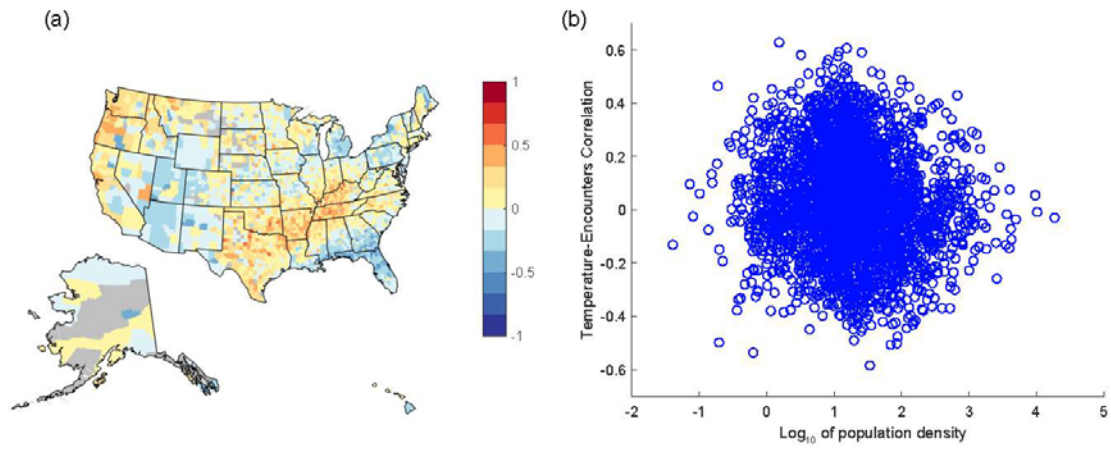 (a)
1
0.5
0
-0.5
-1
(b)
Temperature-Encounters Correlation
0.6
0.4
0.2
0
-0.2
-0.4
-0.6
-2 -1 0 1 2 3 4 5
Log₁₀ of population density